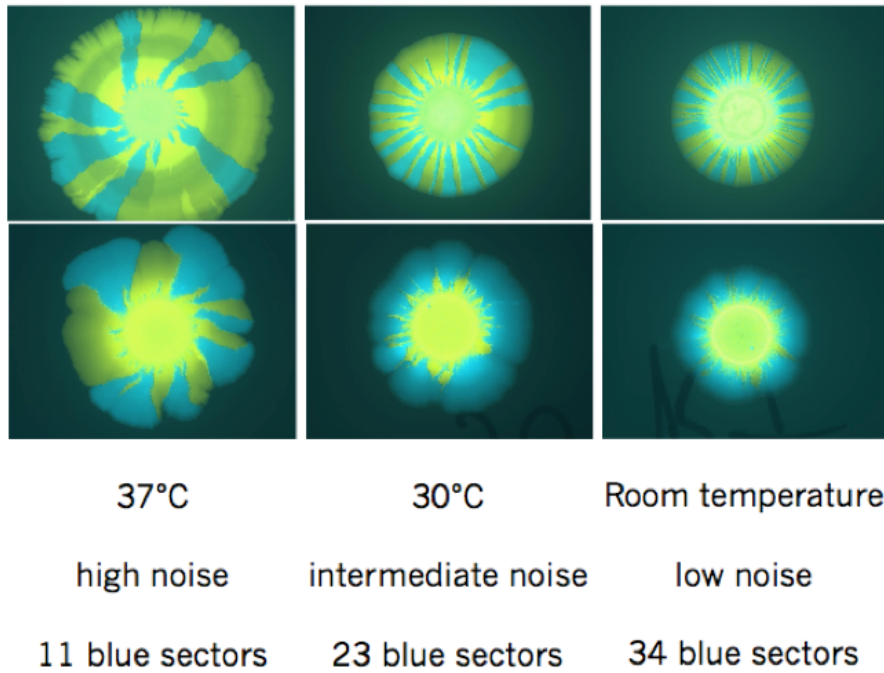 37°C
30°C
Room temperature
high noise
intermediate noise
low noise
11 blue sectors
23 blue sectors
34 blue sectors